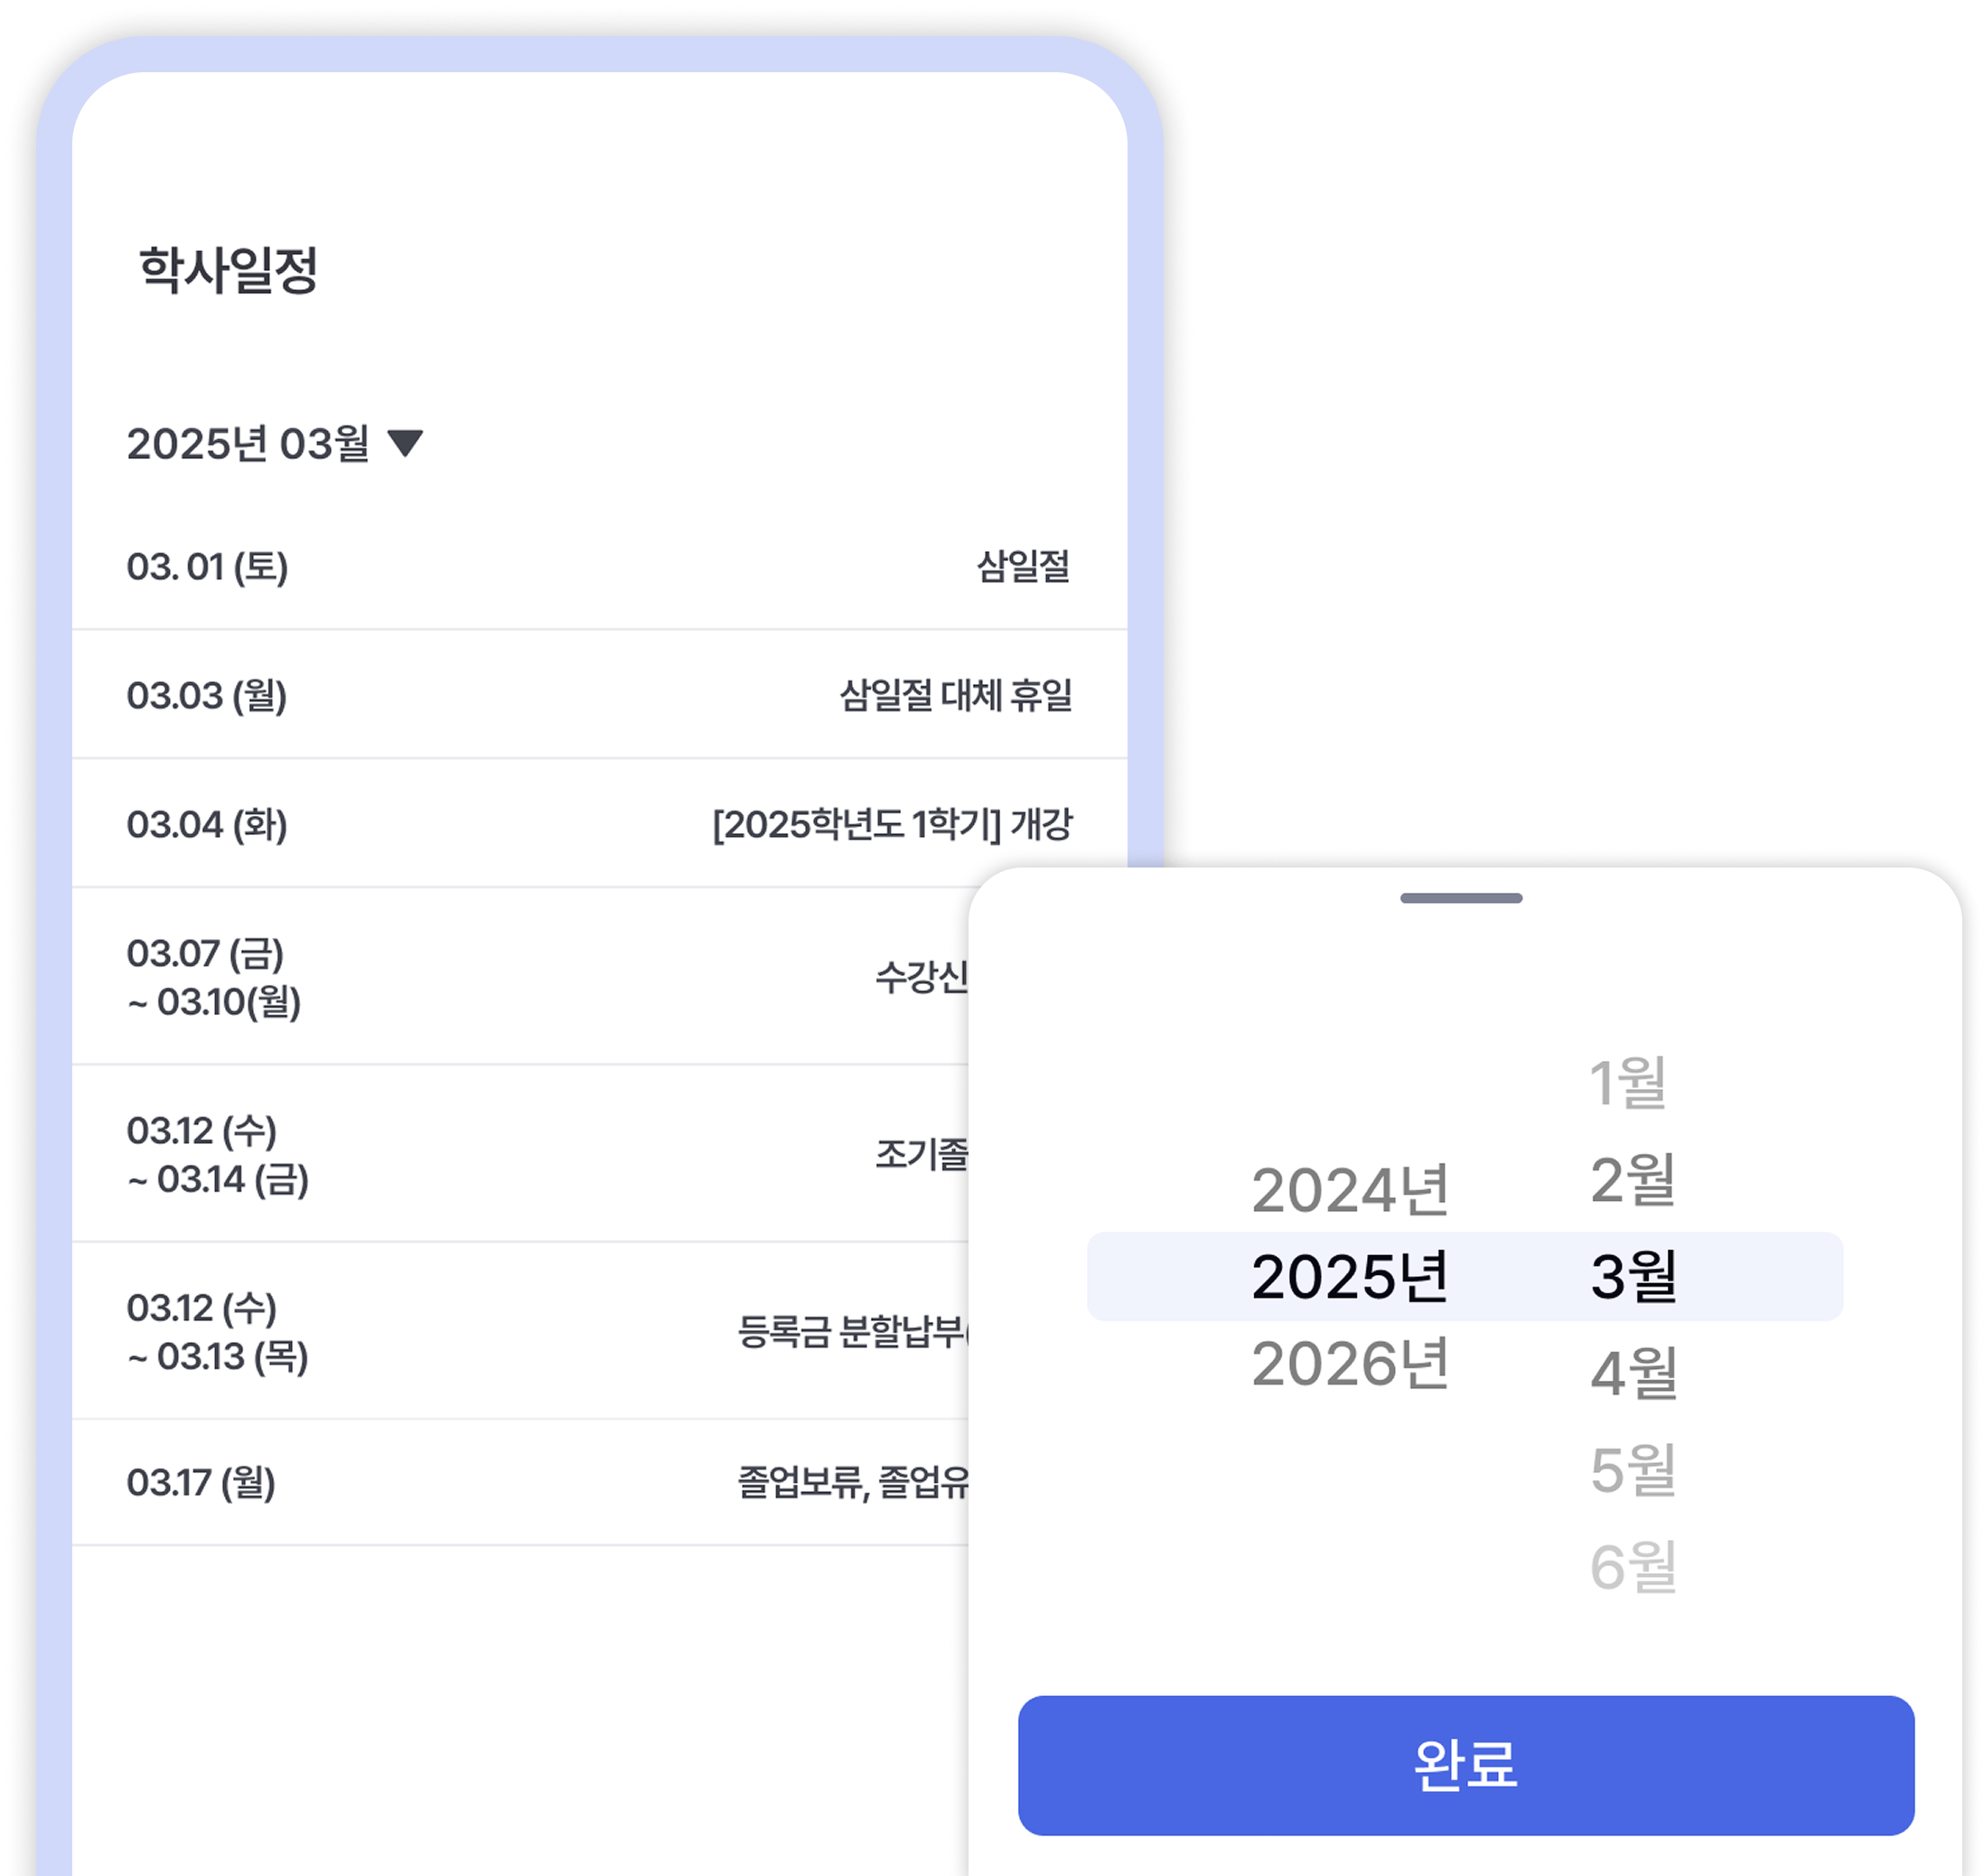 학사일정
2025년 03월
03. 01 (토) 삼일절
03.03 (월) 삼일절 대체 휴일
03.04 (화) [2025학년도 1학기] 개강
03.07 (금)
~ 03.10(월)
수강신
03.12 (수)
~ 03.14 (금)
조기졸
03.12 (수)
~ 03.13 (목)
등록금 분할납부(
03.17 (월) 졸업보류, 졸업유
1월
2월
2024년
2025년 3월
2026년
4월
5월
6월
완료